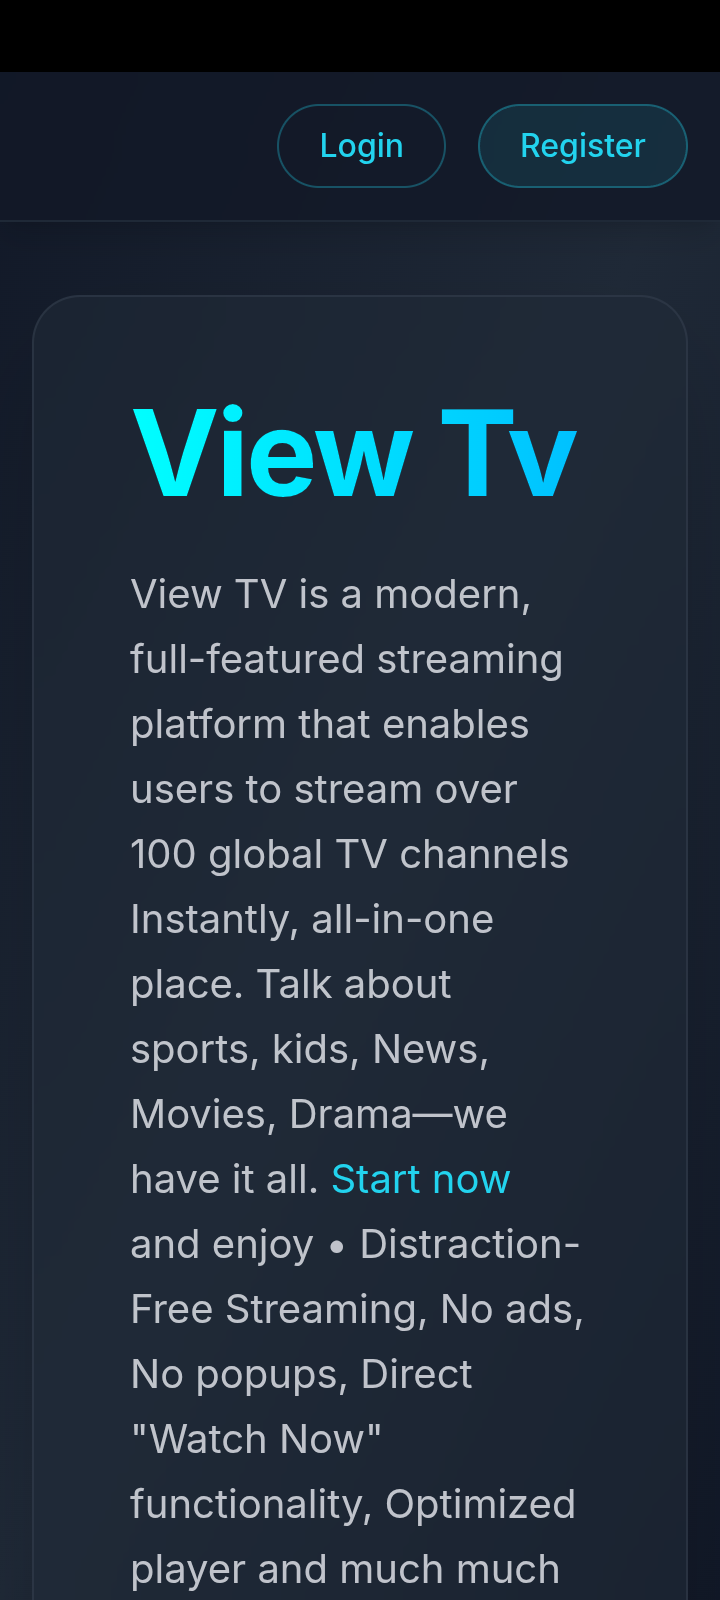 Login
Register
View Tv
View TV is a modern,
full-featured streaming
platform that enables
users to stream over
100 global TV channels
Instantly, all-in-one
place. Talk about
sports, kids, News,
Movies, Drama—we
have it all. Start now
and enjoy • Distraction-
Free Streaming, No ads,
No popups, Direct
"Watch Now"
functionality, Optimized
player and much much